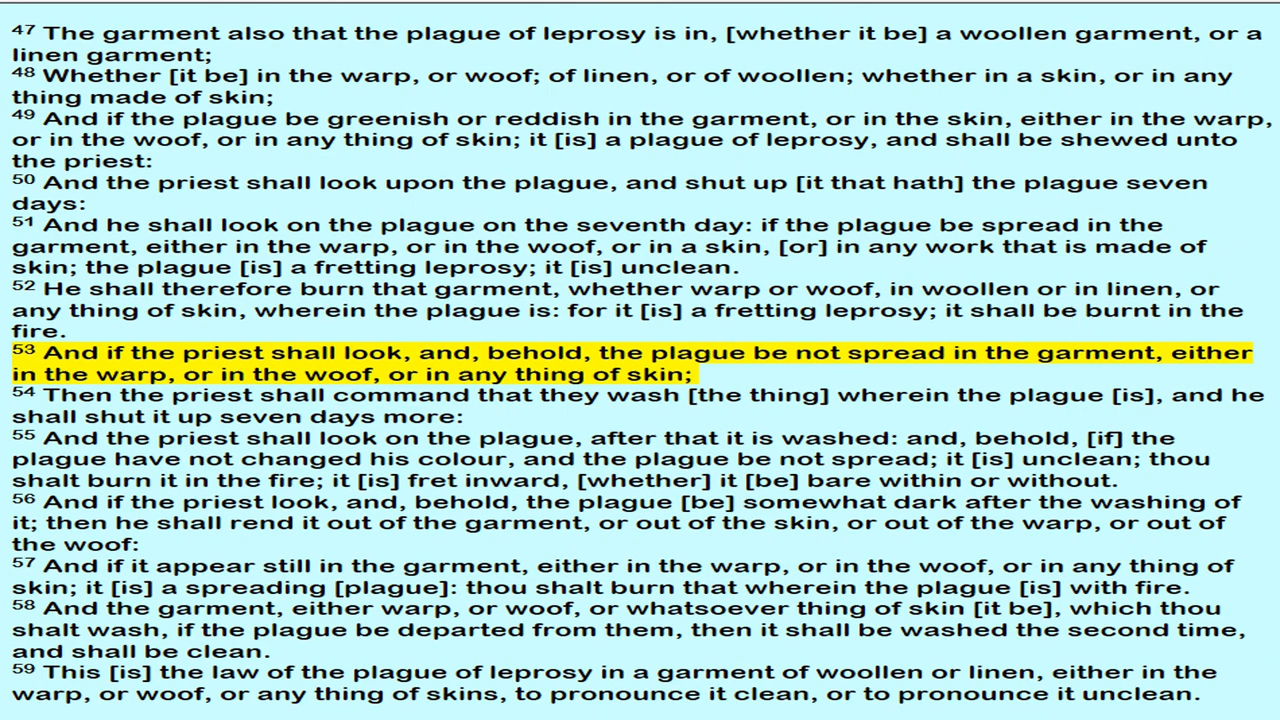 47 The garment also that the plague of leprosy is in, [whether it be] a woollen garment, or a
linen garment;
48 Whether [it be] in the warp, or woof; of linen, or of woollen; whether in a skin, or in any
thing made of skin;
49 And if the plague be greenish or reddish in the garment, or in the skin, either in the warp,
or in the woof, or in any thing of skin; it [is] a plague of leprosy, and shall be shewed unto
the priest:
50 And the priest shall look upon the plague, and shut up [it that hath] the plague seven
days:
51 And he shall look on the plague on the seventh day: if the plague be spread in the
garment, either in the warp, or in the woof, or in a skin, [or] in any work that is made of
skin; the plague [is] a fretting leprosy; it [is] unclean.
52 He shall therefore burn that garment, whether warp or woof, in woollen or in linen, or
any thing of skin, wherein the plague is: for it [is] a fretting leprosy; it shall be burnt in the
fire.
53 And if the priest shall look, and, behold, the plague be not spread in the garment, either
in the warp, or in the woof, or in any thing of skin;
54 Then the priest shall command that they wash [the thing] wherein the plague [is], and he
shall shut it up seven days more:
55 And the priest shall look on the plague, after that it is washed: and, behold, [if] the
plague have not changed his colour, and the plague be not spread; it [is] unclean; thou
shalt burn it in the fire; it [is] fret inward, [whether] it [be] bare within or without.
56 And if the priest look, and, behold, the plague [be] somewhat dark after the washing of
it; then he shall rend it out of the garment, or out of the skin, or out of the warp, or out of
the woof:
57 And if it appear still in the garment, either in the warp, or in the woof, or in any thing of
skin; it [is] a spreading [plague]: thou shalt burn that wherein the plague [is] with fire.
58 And the garment, either warp, or woof, or whatsoever thing of skin [it be], which thou
shalt wash, if the plague be departed from them, then it shall be washed the second time,
and shall be clean.
59 This [is] the law of the plague of leprosy in a garment of woollen or linen, either in the
warp, or woof, or any thing of skins, to pronounce it clean, or to pronounce it unclean.